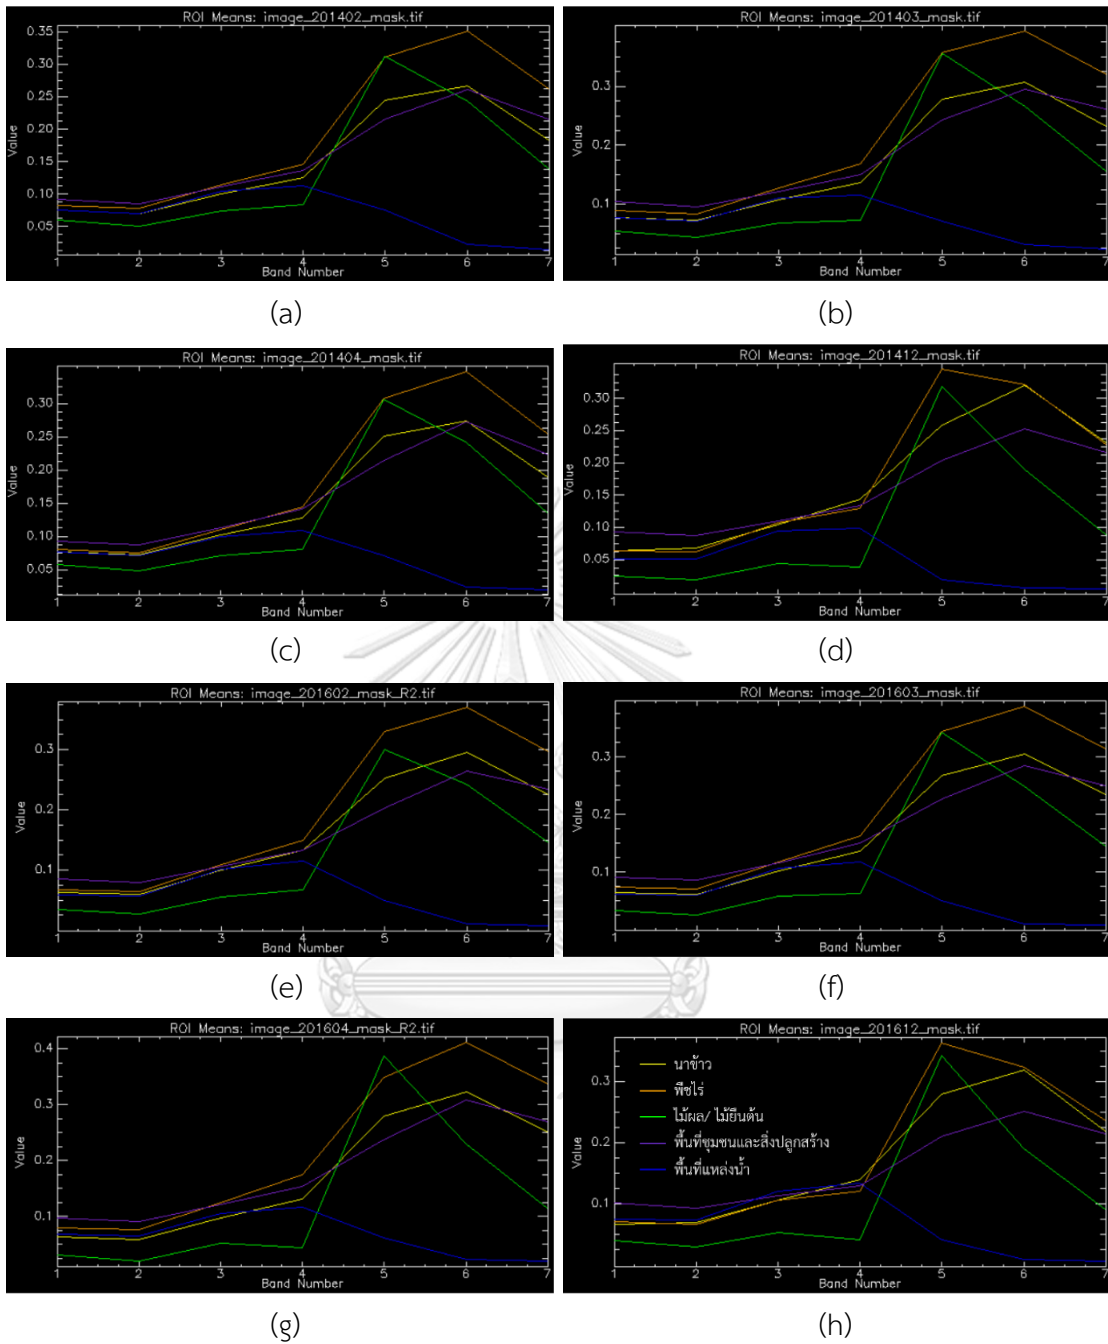 ROI Means: image_201402_mask.tif
0.35
0.30
0.25
0.20
0.15
0.10
0.05
Value
1 2 3 4 5 6 7
Band Number
(a)
ROI Means: image_201403_mask.tif
0.3
0.1
Value
1 2 3 4 5 6 7
Band Number
(b)
ROI Means: image_201404_mask.tif
0.30
0.25
0.20
0.15
0.10
0.05
Value
1 2 3 4 5 6 7
Band Number
(c)
ROI Means: image_201412_mask.tif
0.30
0.25
0.20
0.15
0.10
0.05
Value
1 2 3 4 5 6 7
Band Number
(d)
ROI Means: image_201602_mask_R2.tif
0.3
0.1
Value
1 2 3 4 5 6 7
Band Number
(e)
ROI Means: image_201603_mask.tif
0.3
0.2
0.1
Value
1 2 3 4 5 6 7
Band Number
(f)
ROI Means: image_201604_mask_R2.tif
0.4
0.3
0.2
0.1
Value
1 2 3 4 5 6 7
Band Number
(g)
ROI Means: image_201612_mask.tif
0.3
0.2
0.1
Value
นาข้าว
พืชไร่
ไม้ผล/ ไม้ยืนต้น
พื้นที่ชุมชนและสิ่งปลูกสร้าง
พื้นที่แหล่งน้ำ
1 2 3 4 5 6 7
Band Number
(h)